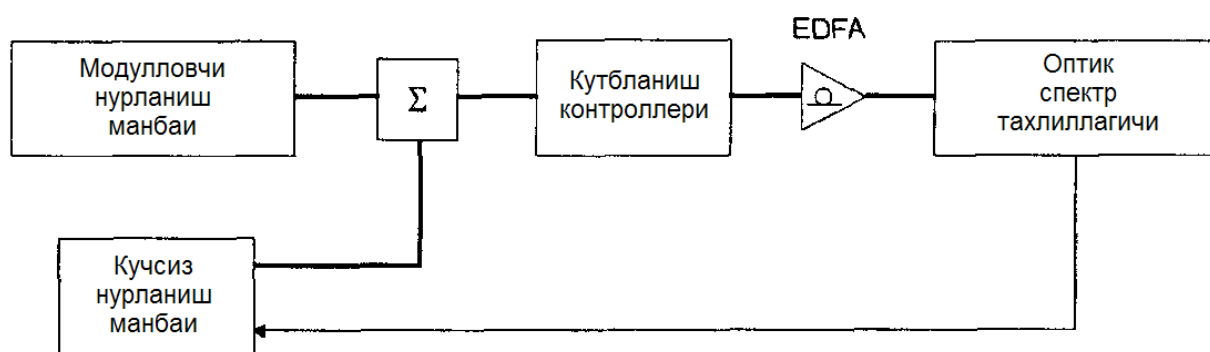 EDFA
Модулловчи
нурланиш
манбаи
Σ
Кутбланиш
контроллери
Оптик
спектр
тахлиллагичи
Кучсиз
нурланиш
манбаи